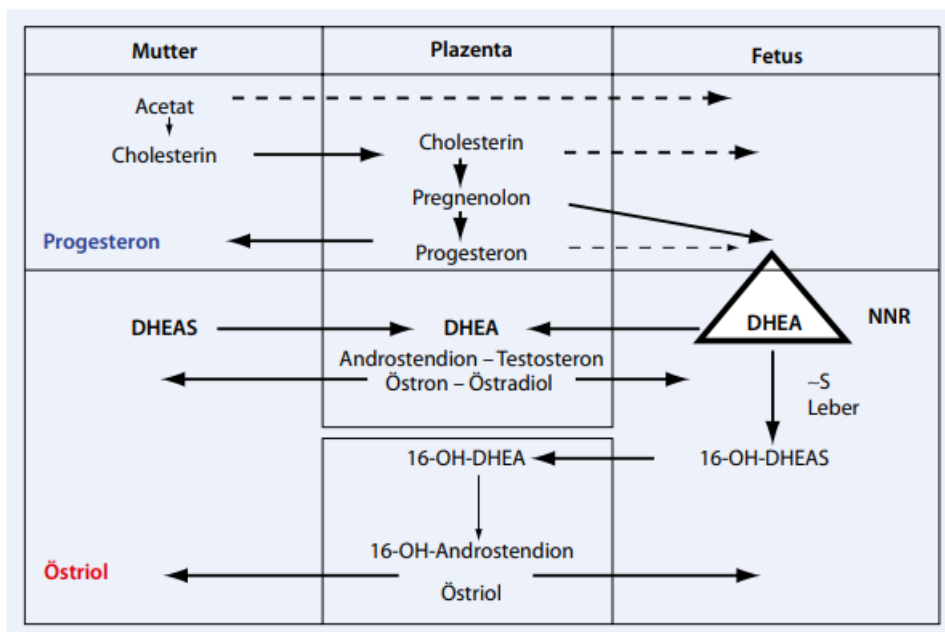 Mutter
Plazenta
Fetus
Acetat
Cholesterin
Cholesterin
Pregnenolon
Progesteron
Progesteron
DHEAS
DHEA
DHEA
NNR
Androstendion – Testosteron
Östron – Östradiol
~S
Leber
16-OH-DHEA
16-OH-DHEAS
16-OH-Androstendion
Östriol
Östriol